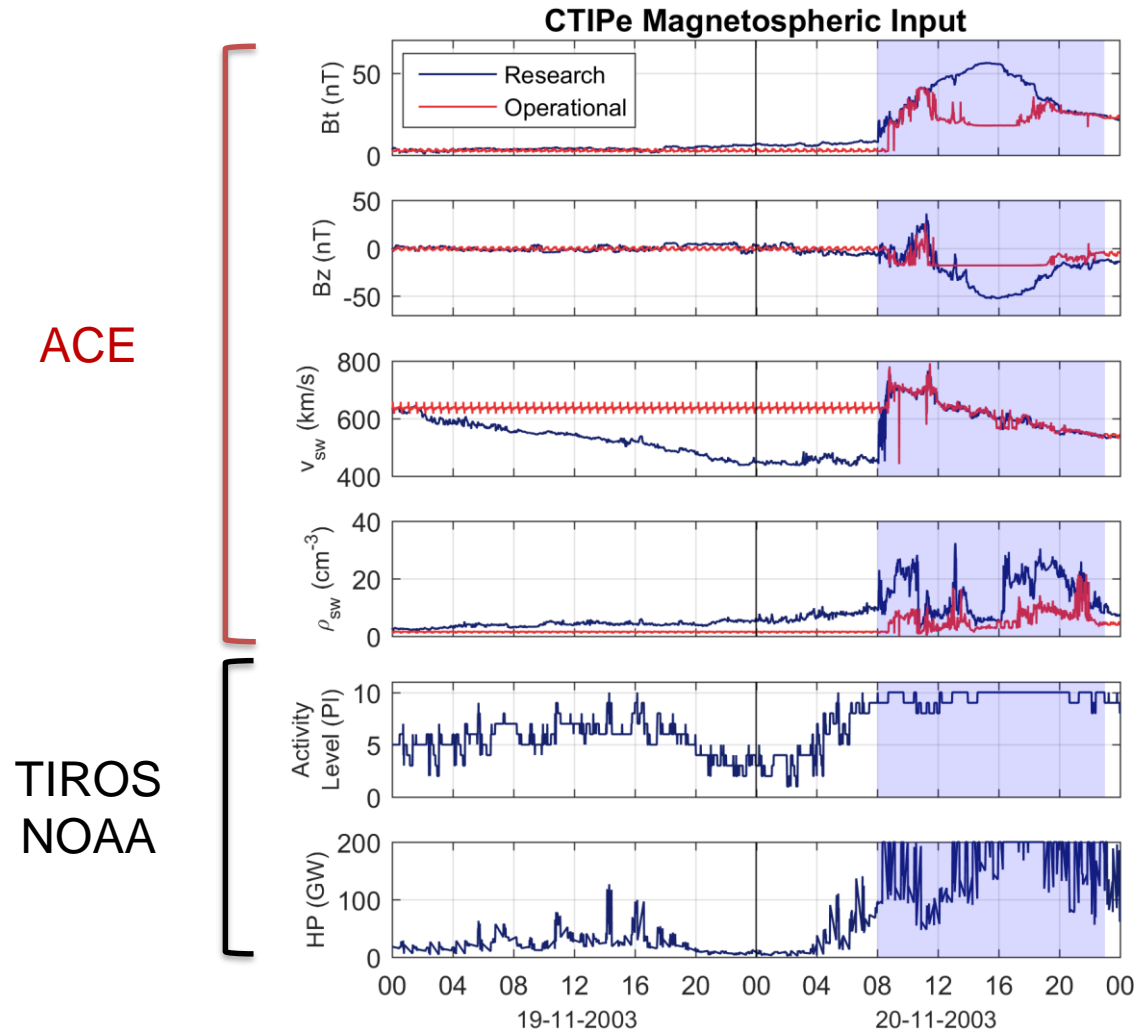 CTIPe Magnetospheric Input
ACE
TIROS
NOAA
Research
Operational
Bt (nT)
50
0
Bz (nT)
50
0
-50
v_sw (km/s)
800
600
400
ρ_sw (cm^-3)
40
20
0
Activity
Level (PI)
10
5
0
HP (GW)
200
100
0
00 04 08 12 16 20 00 04 08 12 16 20 00
19-11-2003 20-11-2003